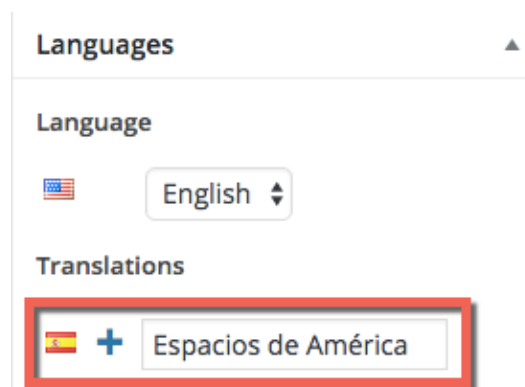 Languages
Language
English
Translations
Espacios de América